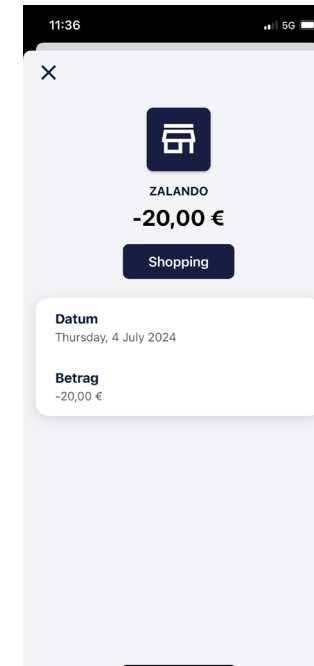 11:36
5G
ZALANDO
-20,00 €
Shopping
Datum
Thursday, 4 July 2024
Betrag
-20,00 €